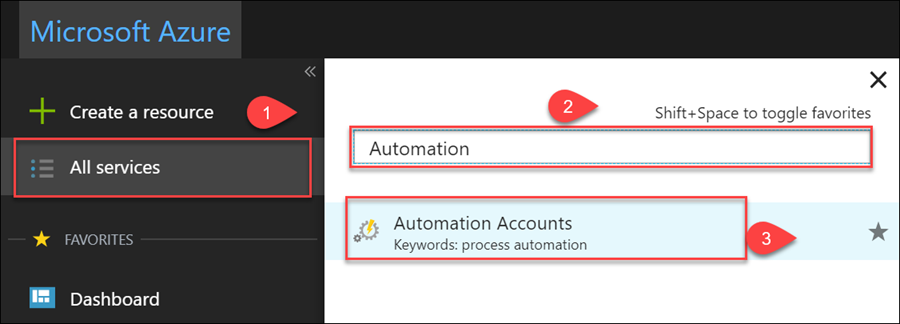 Microsoft Azure
«
Create a resource
1
2
Shift+Space to toggle favorites
All services
Automation
FAVORITES
Automation Accounts
Keywords: process automation
3
Dashboard